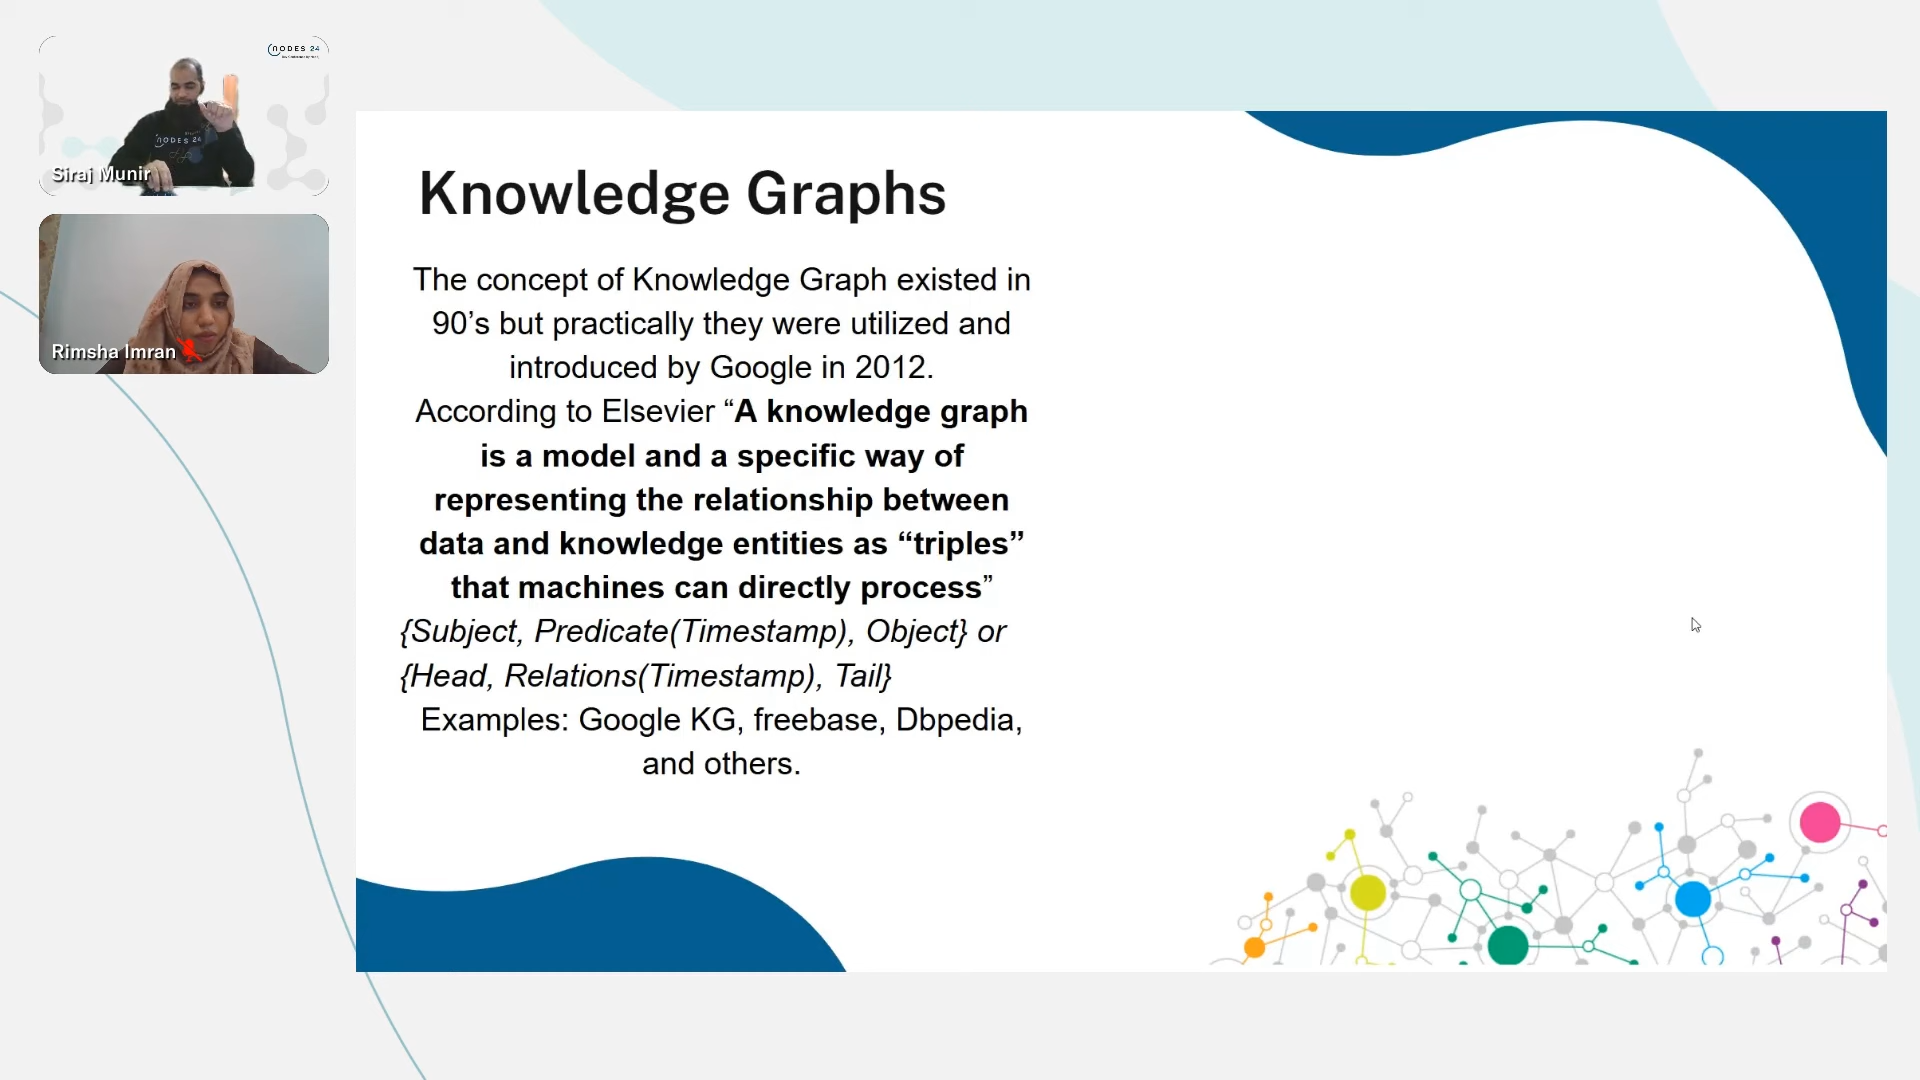 NODES 24
NODES 24
Siraj Munir
Rimsha Imran
Knowledge Graphs
The concept of Knowledge Graph existed in
90’s but practically they were utilized and
introduced by Google in 2012.
According to Elsevier “A knowledge graph
is a model and a specific way of
representing the relationship between
data and knowledge entities as “triples”
that machines can directly process”
{Subject, Predicate(Timestamp), Object} or
{Head, Relations(Timestamp), Tail}
Examples: Google KG, freebase, Dbpedia,
and others.